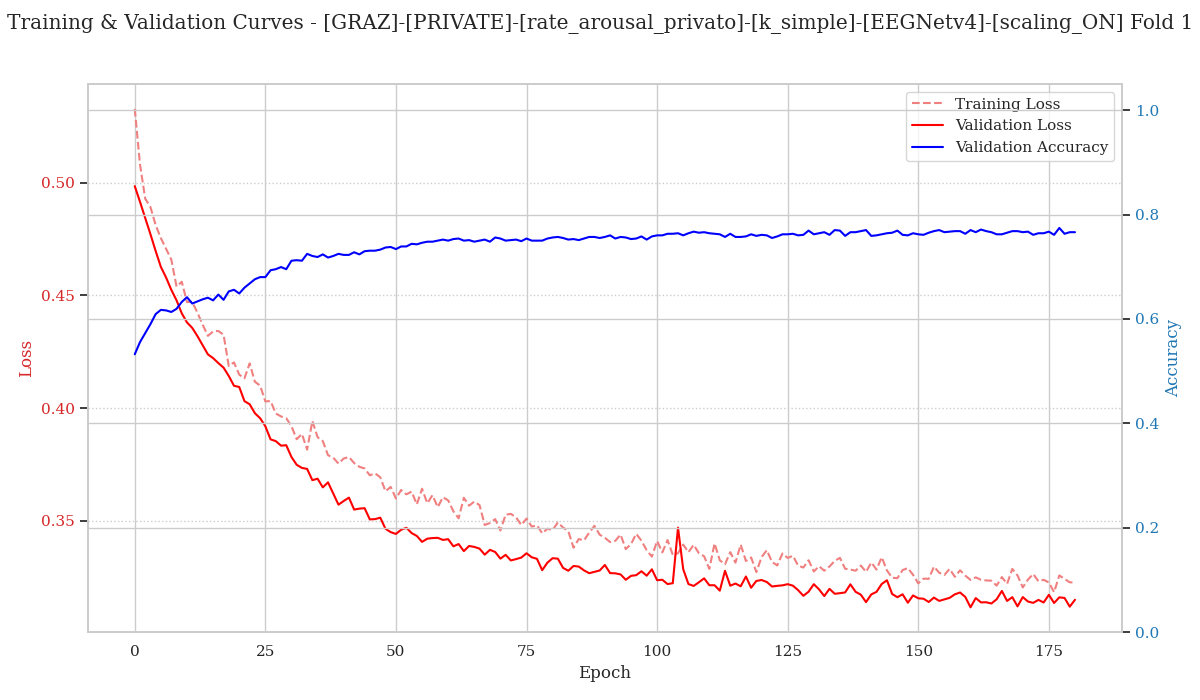 Training & Validation Curves - [GRAZ]-[PRIVATE]-[rate_arousal_privato]-[k_simple]-[EEGNetv4]-[scaling_ON] Fold 1
Training Loss
Validation Loss
Validation Accuracy
Loss
0.50
0.45
0.40
0.35
1.0
0.8
0.6
0.4
0.2
0.0
Accuracy
0
25
50
75
100
125
150
175
Epoch